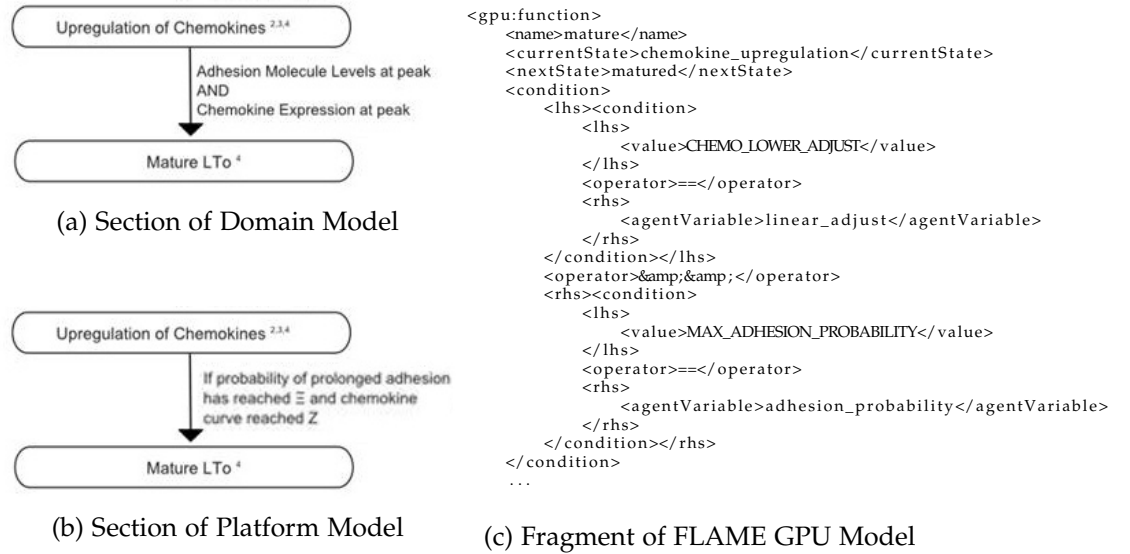 Upregulation of Chemokines 2,3,4
Adhesion Molecule Levels at peak
AND
Chemokine Expression at peak
Mature LTo 4
(a) Section of Domain Model
Upregulation of Chemokines 2,3,4
If probability of prolonged adhesion
has reached Ξ and chemokine
curve reached Z
Mature LTo 4
(b) Section of Platform Model
<gpu:function>
<name>mature</name>
<currentState>chemokine_upregulation</currentState>
<nextState>matured</nextState>
<condition>
<lhs><condition>
<lhs>
<value>CHEMO_LOWER_ADJUST</value>
</lhs>
<operator>==</operator>
<rhs>
<agentVariable>linear_adjust</agentVariable>
</rhs>
</condition></lhs>
<operator>&amp;&amp;</operator>
<rhs><condition>
<lhs>
<value>MAX_ADHESION_PROBABILITY</value>
</lhs>
<operator>==</operator>
<rhs>
<agentVariable>adhesion_probability</agentVariable>
</rhs>
</condition></rhs>
</condition>
...
(c) Fragment of FLAME GPU Model